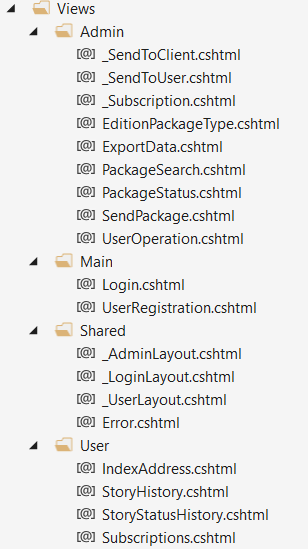 Views
Admin
[@] _SendToClient.cshtml
[@] _SendToUser.cshtml
[@] _Subscription.cshtml
[@] EditionPackageType.cshtml
[@] ExportData.cshtml
[@] PackageSearch.cshtml
[@] PackageStatus.cshtml
[@] SendPackage.cshtml
[@] UserOperation.cshtml
Main
[@] Login.cshtml
[@] UserRegistration.cshtml
Shared
[@] _AdminLayout.cshtml
[@] _LoginLayout.cshtml
[@] _UserLayout.cshtml
[@] Error.cshtml
User
[@] IndexAddress.cshtml
[@] StoryHistory.cshtml
[@] StoryStatusHistory.cshtml
[@] Subscriptions.cshtml